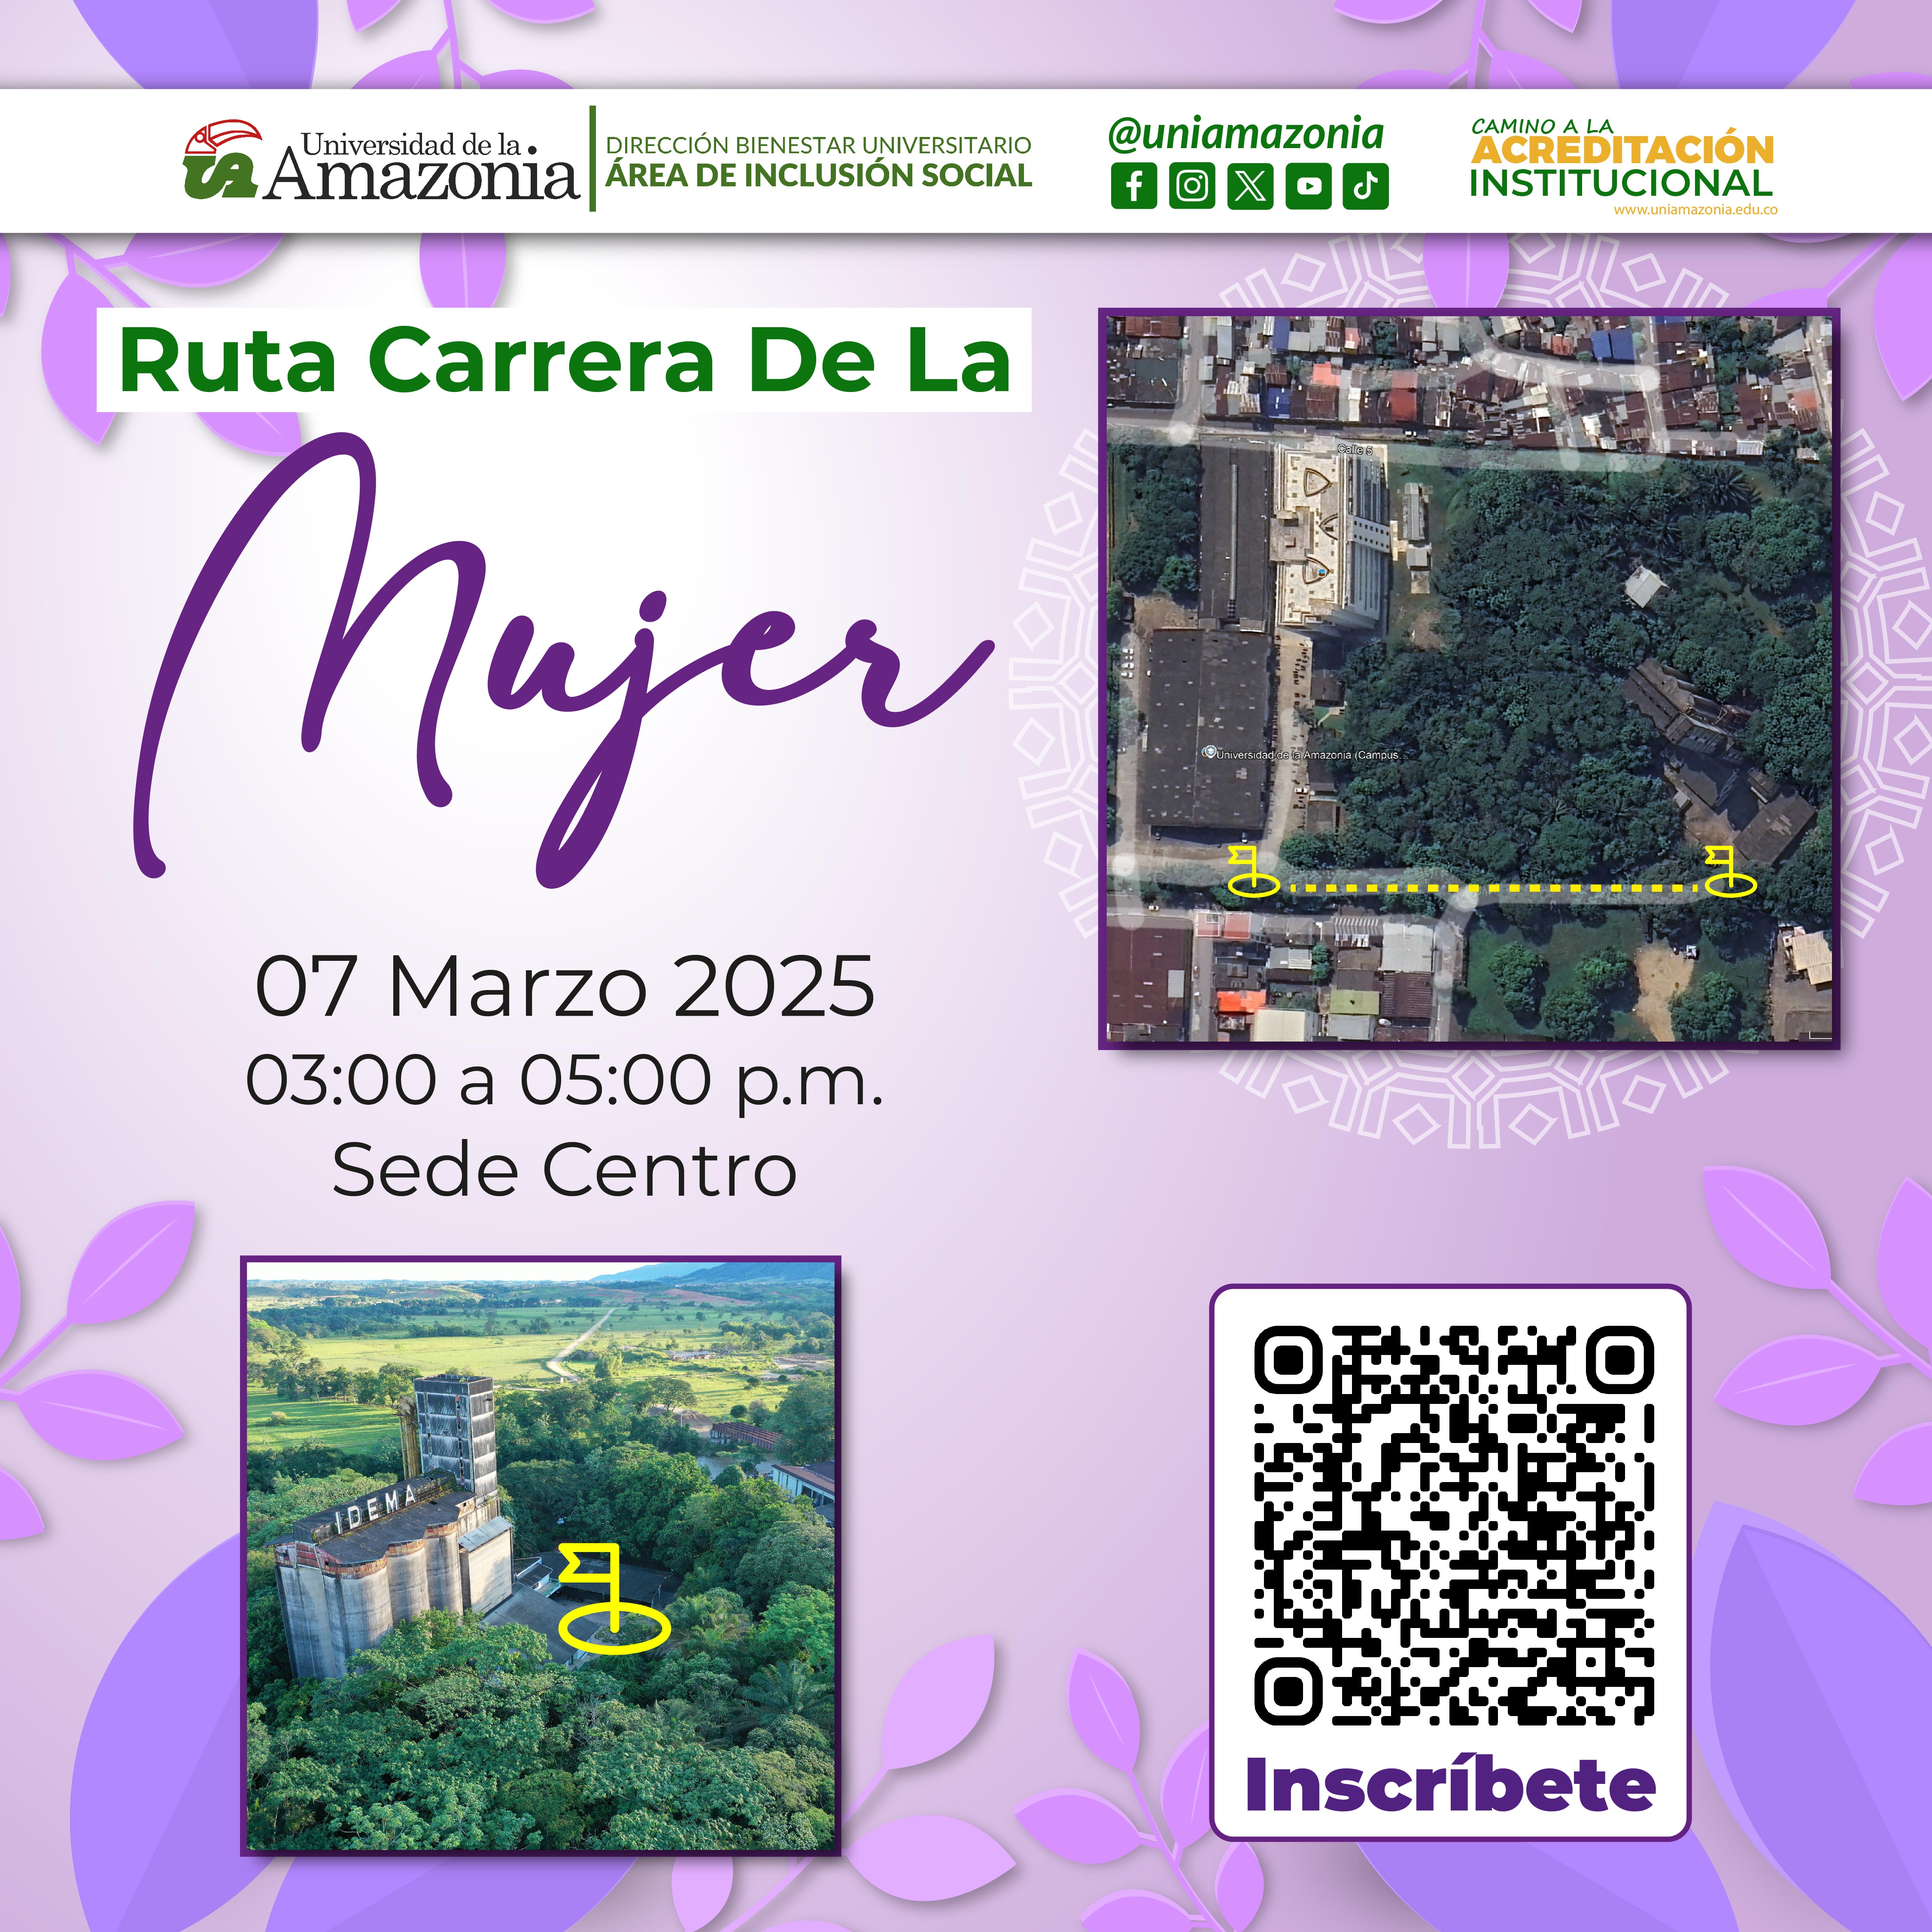 Universidad de la
Amazonia
DIRECCIÓN BIENESTAR UNIVERSITARIO
ÁREA DE INCLUSIÓN SOCIAL
@uniamazonia
CAMINO A LA
ACREDITACIÓN
INSTITUCIONAL
www.uniamazonia.edu.co
Ruta Carrera De La
Mujer
07 Marzo 2025
03:00 a 05:00 p.m.
Sede Centro
Calle 5
Universidad de la Amazonia (Campus...
IDEMA
Inscríbete